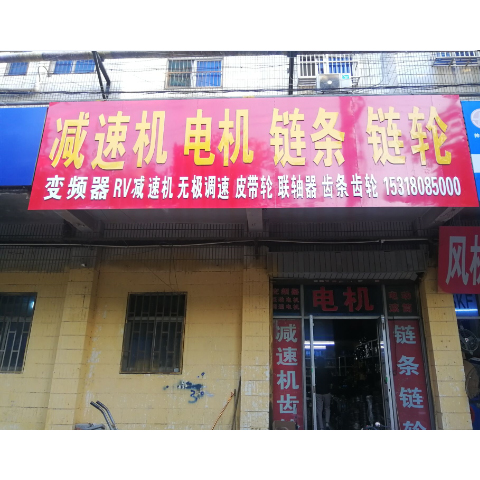 减速机 电机 链条 链轮
变频器 RV减速机 无极调速 皮带轮 联轴器 齿条齿轮 15318080500
风机
电机
减速机齿
链条链轮